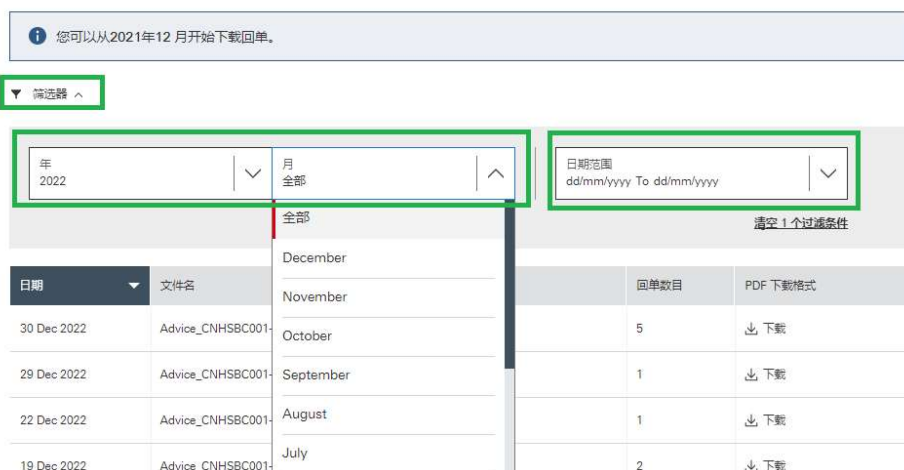 您可以从2021年12 月开始下载回单。
筛选器
年
2022
月
全部
日期范围
dd/mm/yyyy To dd/mm/yyyy
全部
清空 1 个过滤条件
December
日期 文件名 回单数目 PDF 下载格式
November
30 Dec 2022 Advice_CNHSBC001- 5 下载
October
29 Dec 2022 Advice_CNHSBC001- 1 下载
September
22 Dec 2022 Advice_CNHSBC001- 1 下载
August
19 Dec 2022 Advice_CNHSBC001- 2 下载
July